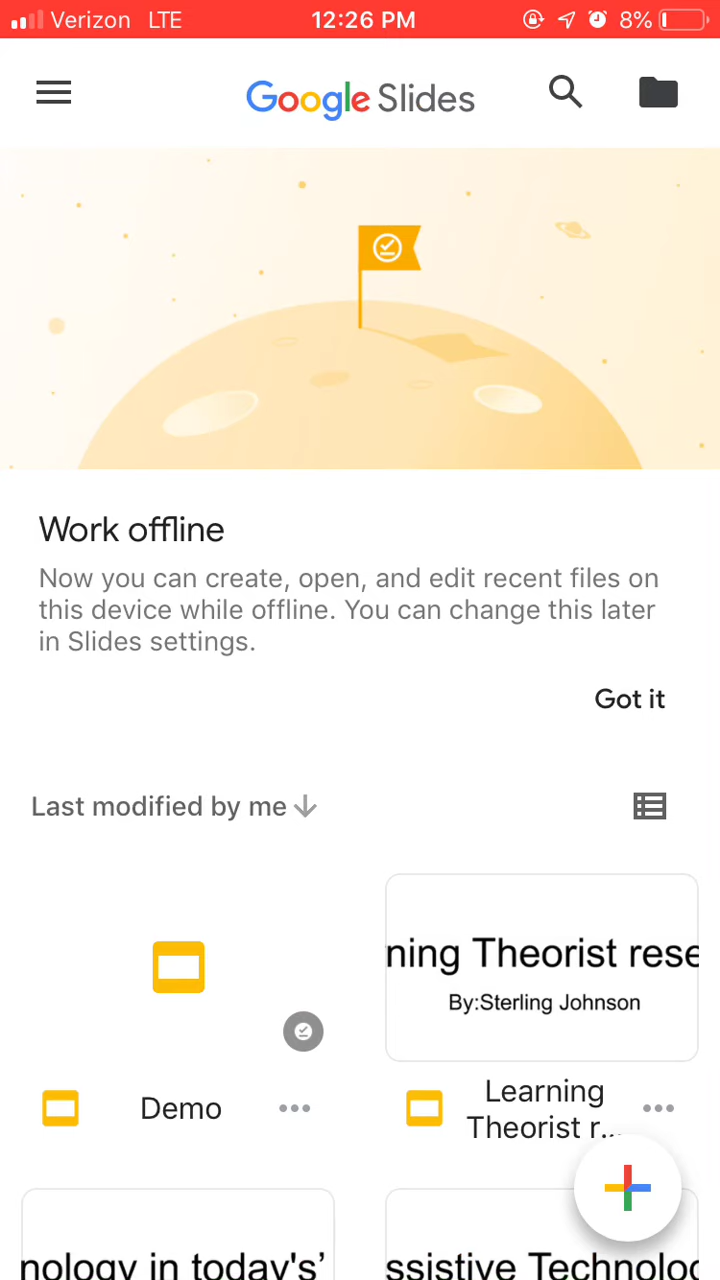 Verizon LTE 12:26 PM 8%
Google Slides
Work offline
Now you can create, open, and edit recent files on
this device while offline. You can change this later
in Slides settings.
Got it
Last modified by me
ning Theorist rese
By:Sterling Johnson
Demo
Learning
Theorist r...
nology in today's’
ssistive Technolog